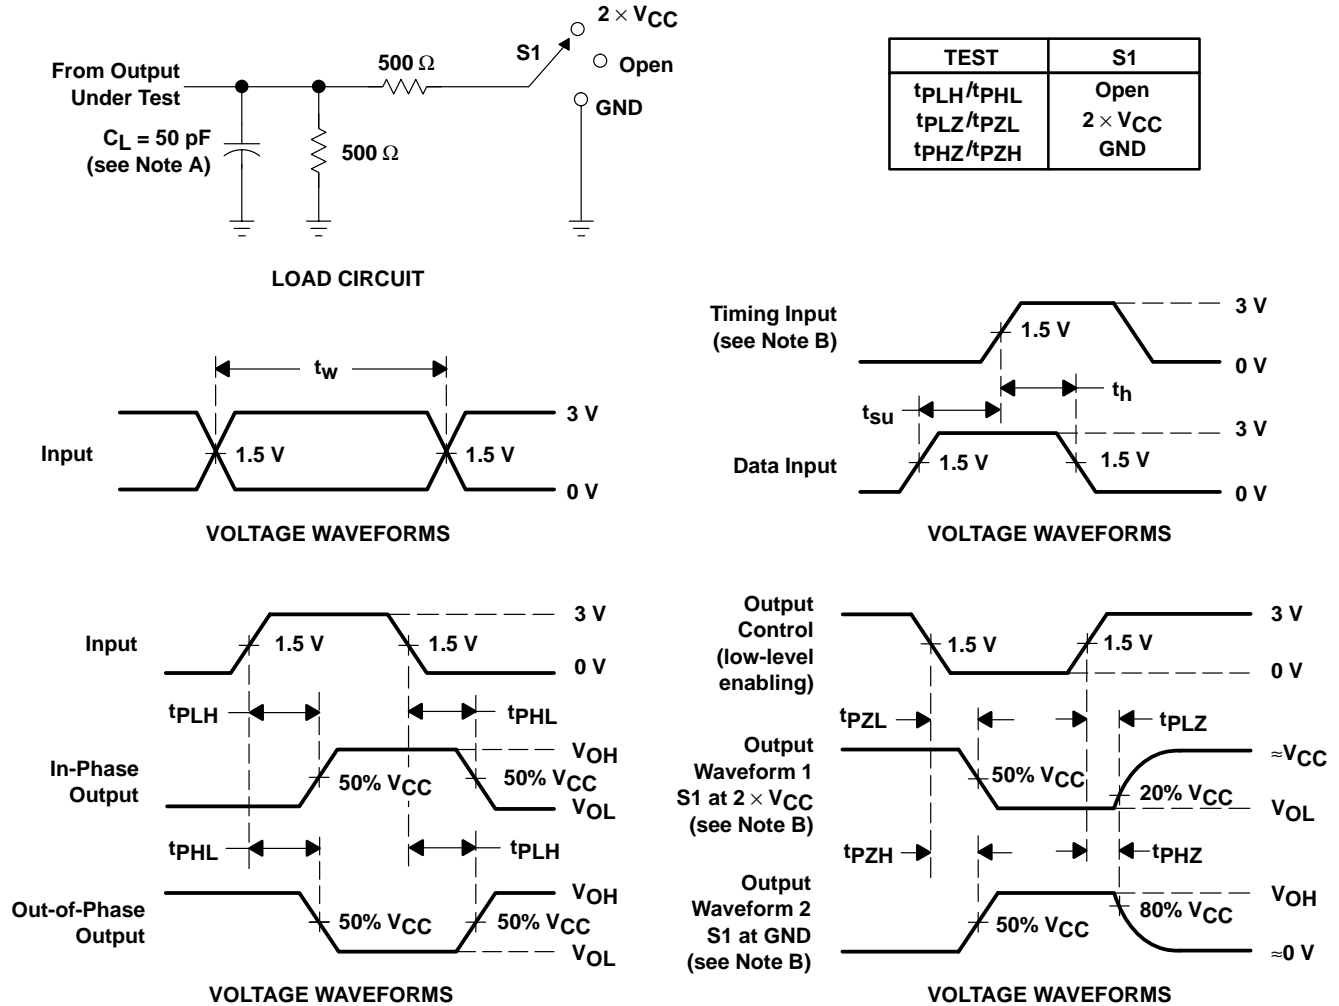 2 × VCC
S1
Open
GND
500 Ω
From Output
Under Test
CL = 50 pF
(see Note A)
500 Ω
LOAD CIRCUIT
TEST S1
tPLH/tPHL Open
tPLZ/tPZL 2 × VCC
tPHZ/tPZH GND
tw
Input
3 V
1.5 V
1.5 V
0 V
VOLTAGE WAVEFORMS
Timing Input
(see Note B)
3 V
1.5 V
0 V
th
tsu
Data Input
3 V
1.5 V
1.5 V
0 V
VOLTAGE WAVEFORMS
Input
3 V
1.5 V
1.5 V
0 V
tPLH
tPHL
In-Phase
Output
VOH
50% VCC
50% VCC
VOL
tPHL
tPLH
Out-of-Phase
Output
VOH
50% VCC
50% VCC
VOL
VOLTAGE WAVEFORMS
Output
Control
(low-level
enabling)
3 V
1.5 V
1.5 V
0 V
tPZL
tPLZ
Output
Waveform 1
S1 at 2 × VCC
(see Note B)
≈VCC
50% VCC
20% VCC
VOL
tPZH
tPHZ
Output
Waveform 2
S1 at GND
(see Note B)
VOH
50% VCC
80% VCC
≈0 V
VOLTAGE WAVEFORMS